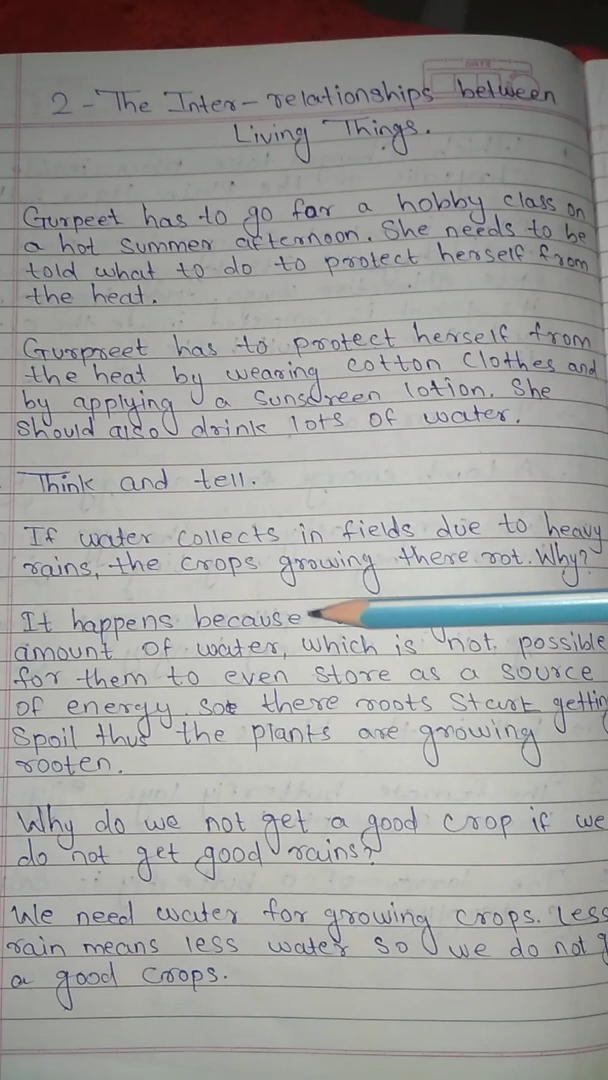 2 - The Inter-relationships between
Living Things.
Gurpeet has to go for a hobby class on
a hot summer afternoon. She needs to be
told what to do to protect herself from
the heat.
Gurpreet has to protect herself from
the heat by wearing cotton clothes and
by applying a Sunscreen lotion. She
should also drink lots of water.
Think and tell.
If water collects in fields due to heavy
rains, the crops growing there rot. Why?
It happens because
amount of water, which is not possible
for them to even store as a source
of energy. So there roots Start getting
Spoil thus the plants are growing
rooten.
Why do we not get a good crop if we
do not get good rains?
We need water for growing crops. Less
rain means less water so we do not
a good crops.